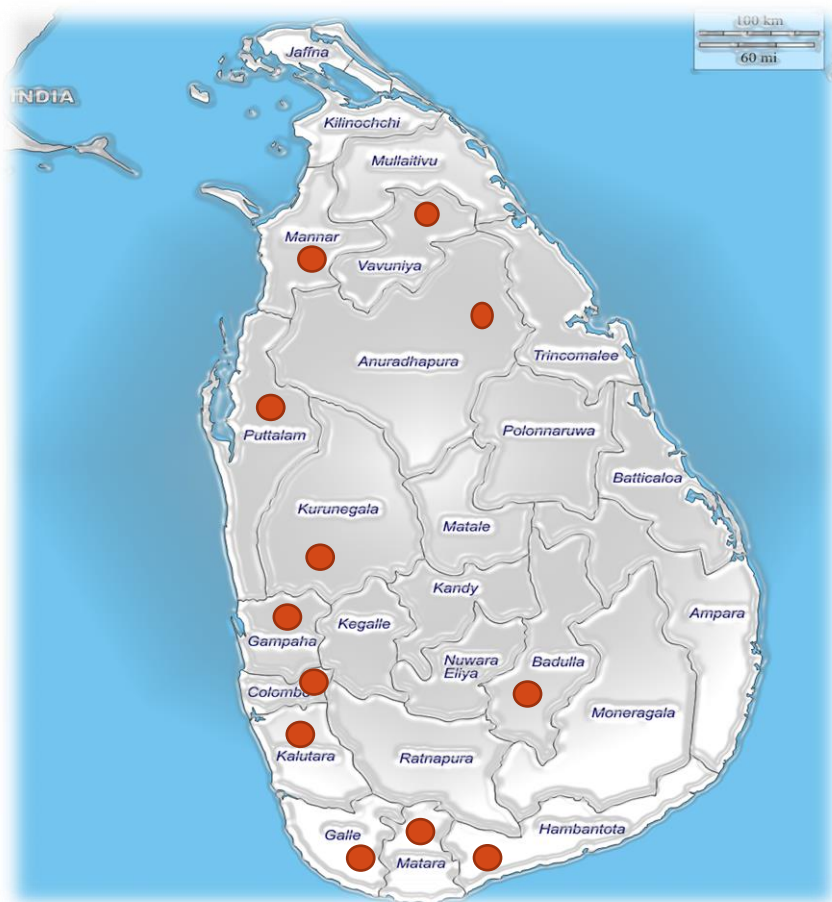 100 km
60 mi
Jaffna
INDIA
Kilinochchi
Mullaitivu
Mannar
Vavuniya
Anuradhapura
Trincomalee
Puttalam
Polonnaruwa
Batticaloa
Kurunegala
Matale
Kandy
Ampara
Kegalle
Gampaha
Nuwara
Eliya
Badulla
Colombo
Moneragala
Kalutara
Ratnapura
Hambantota
Galle
Matara